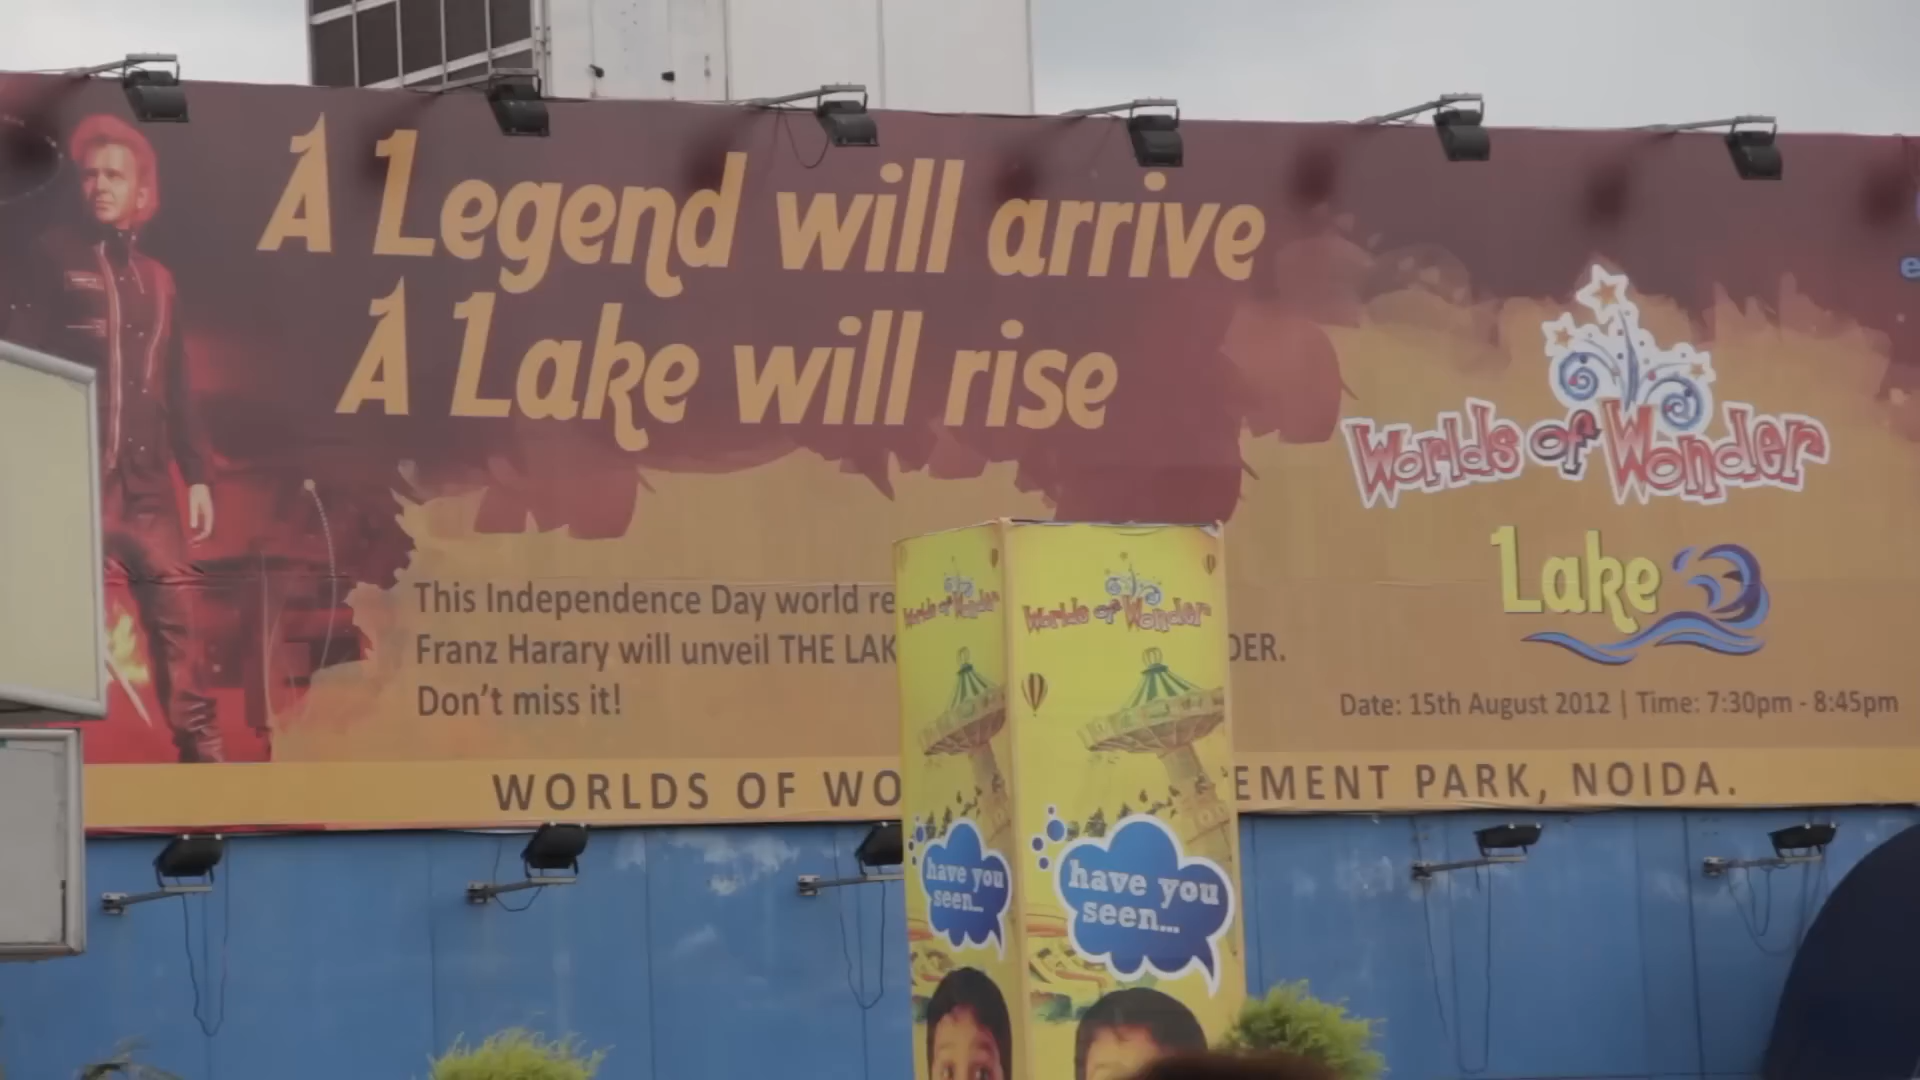 A Legend will arrive
A Lake will rise
Worlds of Wonder
Lake
This Independence Day world re
Franz Harary will unveil THE LAK DER.
Don't miss it!
Date: 15th August 2012 | Time: 7:30pm - 8:45pm
WORLDS OF WO EMENT PARK, NOIDA.
Worlds of Wonder
Worlds of Wonder
have you
seen...
have you
seen...